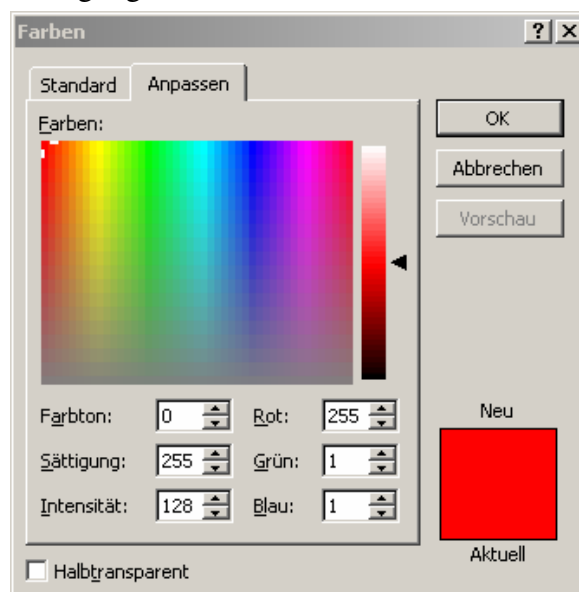 Farben
Standard Anpassen
Farben:
OK
Abbrechen
Vorschau
Farbton: 0 Rot: 255
Sättigung: 255 Grün: 1
Intensität: 128 Blau: 1
Neu
Aktuell
Halbtransparent